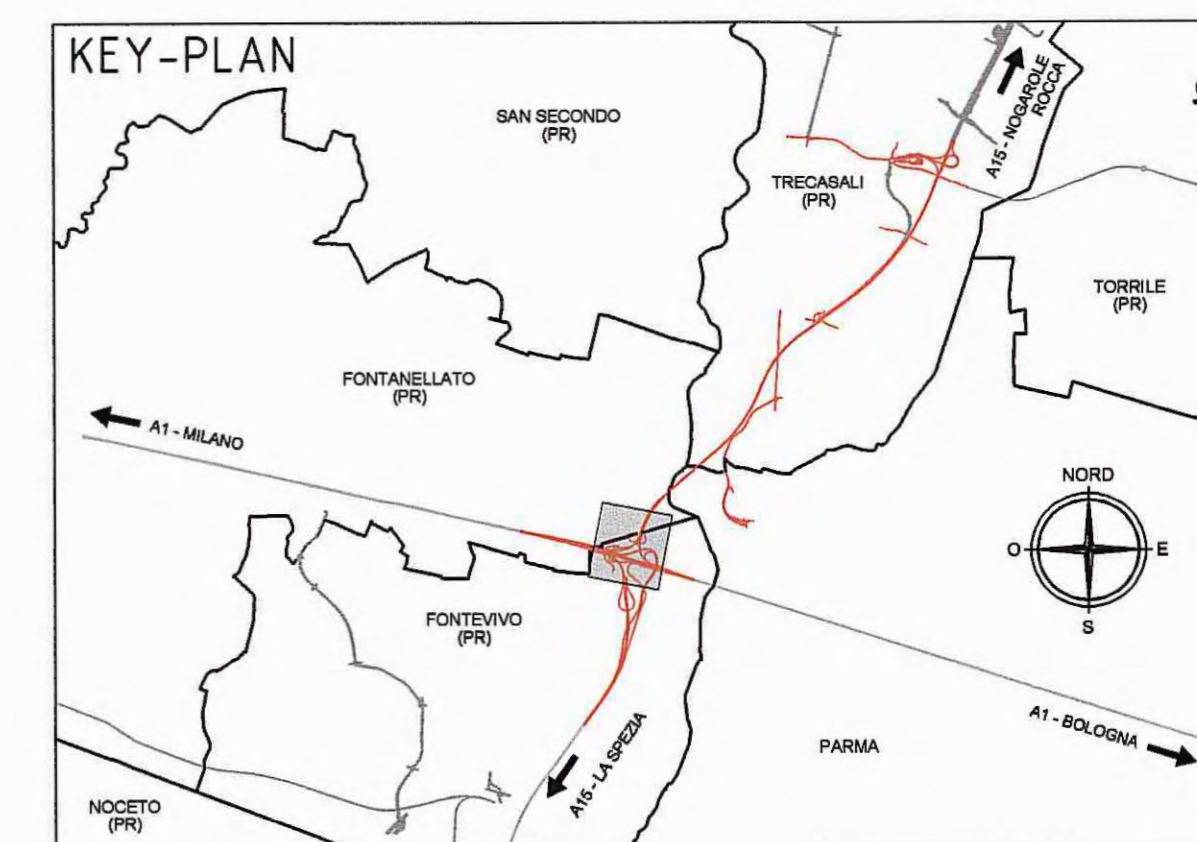 KEY-PLAN
SAN SECONDO
(PR)
A15 - NOGAROLE
ROCCA
TRECASALI
(PR)
TORRILE
(PR)
FONTANELLATO
(PR)
A1 - MILANO
NORD
O
E
S
FONTEVIVO
(PR)
A15 - LA SPEZIA
A1 - BOLOGNA
PARMA
NOCETO
(PR)